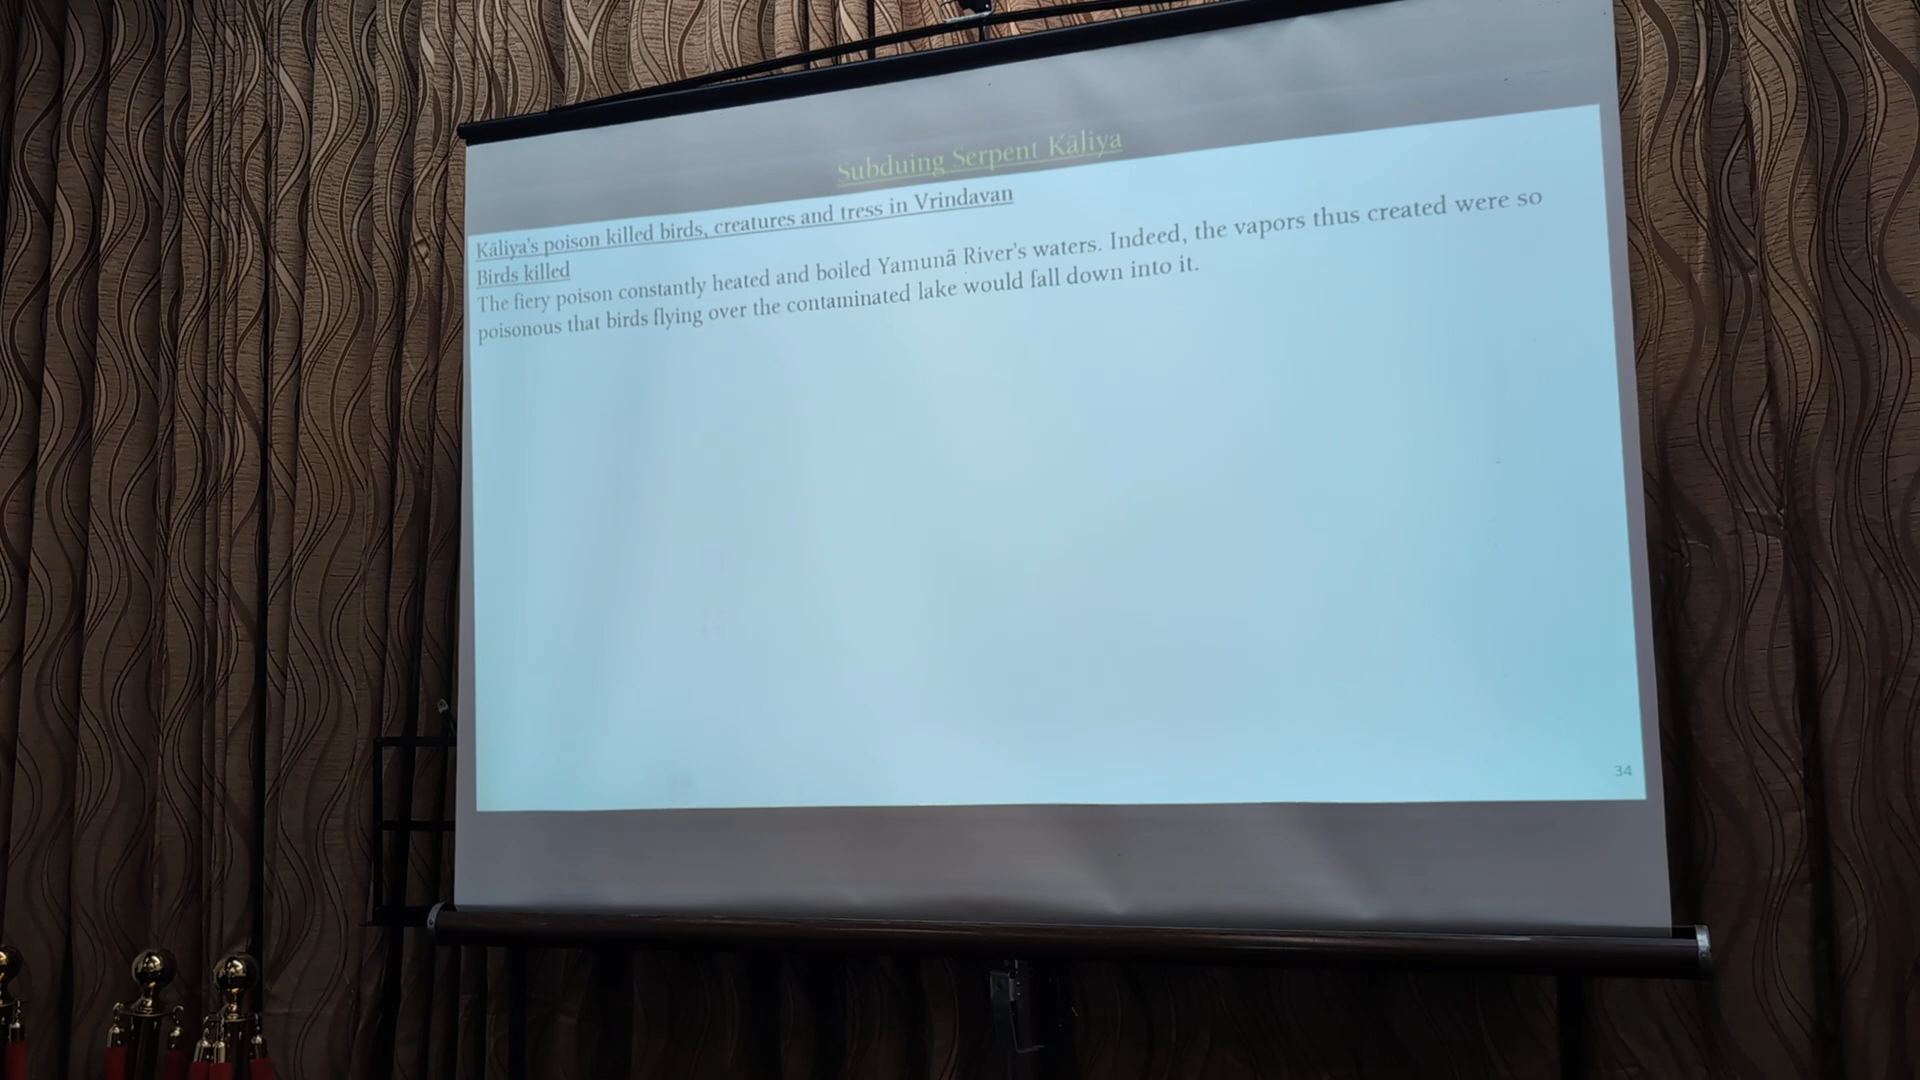 Subduing Serpent Kāliya
Kāliya's poison killed birds, creatures and tress in Vrindavan
Birds killed
The fiery poison constantly heated and boiled Yamunā River's waters. Indeed, the vapors thus created were so
poisonous that birds flying over the contaminated lake would fall down into it.
34